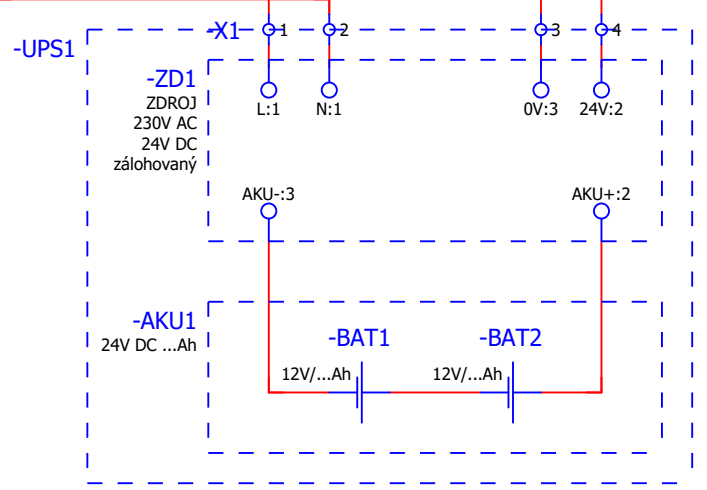 -X1 1 2 3 4
-UPS1
-ZD1
ZDROJ
230V AC
24V DC
zálohovaný
L:1 N:1 0V:3 24V:2
AKU-:3 AKU+:2
-AKU1
24V DC ...Ah
-BAT1 -BAT2
12V/...Ah 12V/...Ah